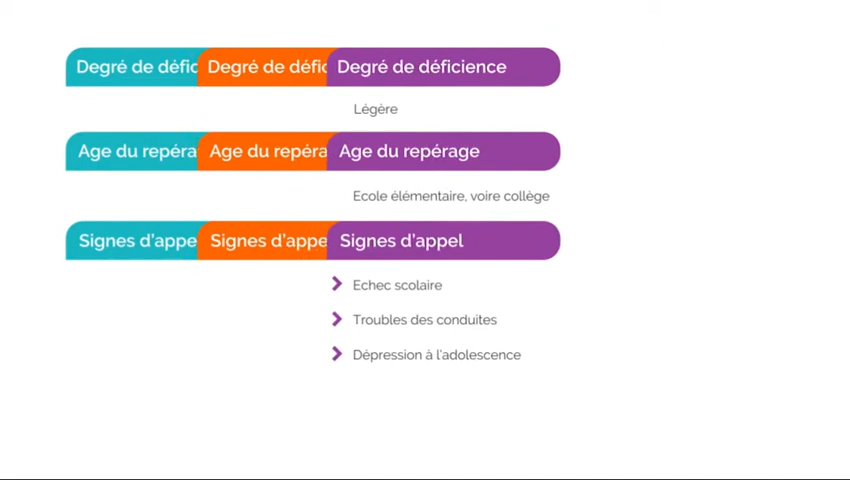 Degré de défic Degré de défic Degré de déficience
Légère
Age du repéra Age du repéra Age du repérage
Ecole élémentaire, voire collège
Signes d'appe Signes d'appe Signes d'appel
Echec scolaire
Troubles des conduites
Dépression à l'adolescence